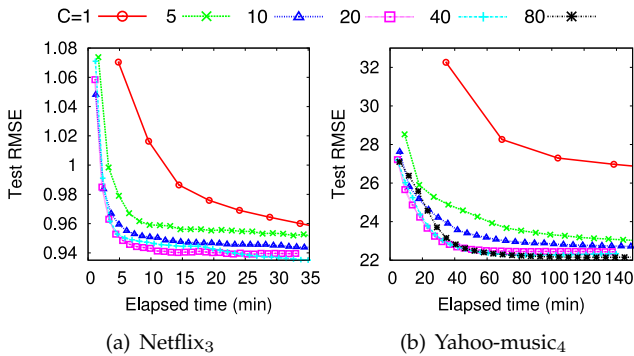 C=1 5 10 20 40 80
1.08
1.06
1.04
1.02
1
0.98
0.96
0.94
Test RMSE
0 5 10 15 20 25 30 35
Elapsed time (min)
(a) Netflix₃
32
30
28
26
24
22
Test RMSE
0 20 40 60 80 100 120 140
Elapsed time (min)
(b) Yahoo-music₄